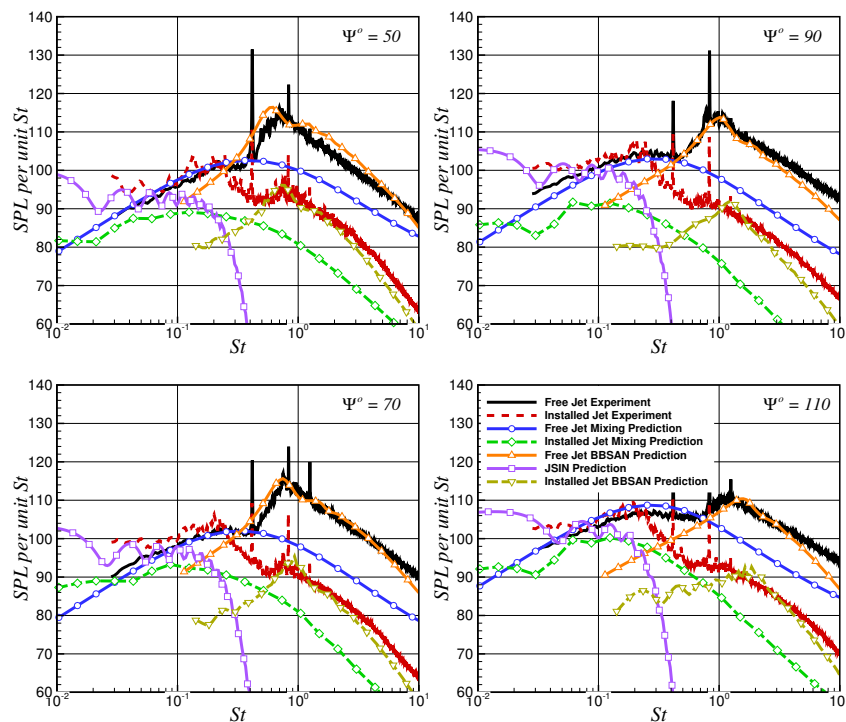 SPL per unit St
140
130
120
110
100
90
80
70
60
10⁻² 10⁻¹ 10⁰ 10¹
St
Ψ° = 50
SPL per unit St
140
130
120
110
100
90
80
70
60
10⁻² 10⁻¹ 10⁰ 10
St
Ψ° = 90
SPL per unit St
140
130
120
110
100
90
80
70
60
10⁻² 10⁻¹ 10⁰ 10¹
St
Ψ° = 70
SPL per unit St
140
130
120
110
100
90
80
70
60
10⁻² 10⁻¹ 10⁰ 10
St
Ψ° = 110
Free Jet Experiment
Installed Jet Experiment
Free Jet Mixing Prediction
Installed Jet Mixing Prediction
Free Jet BBSAN Prediction
JSIN Prediction
Installed Jet BBSAN Prediction